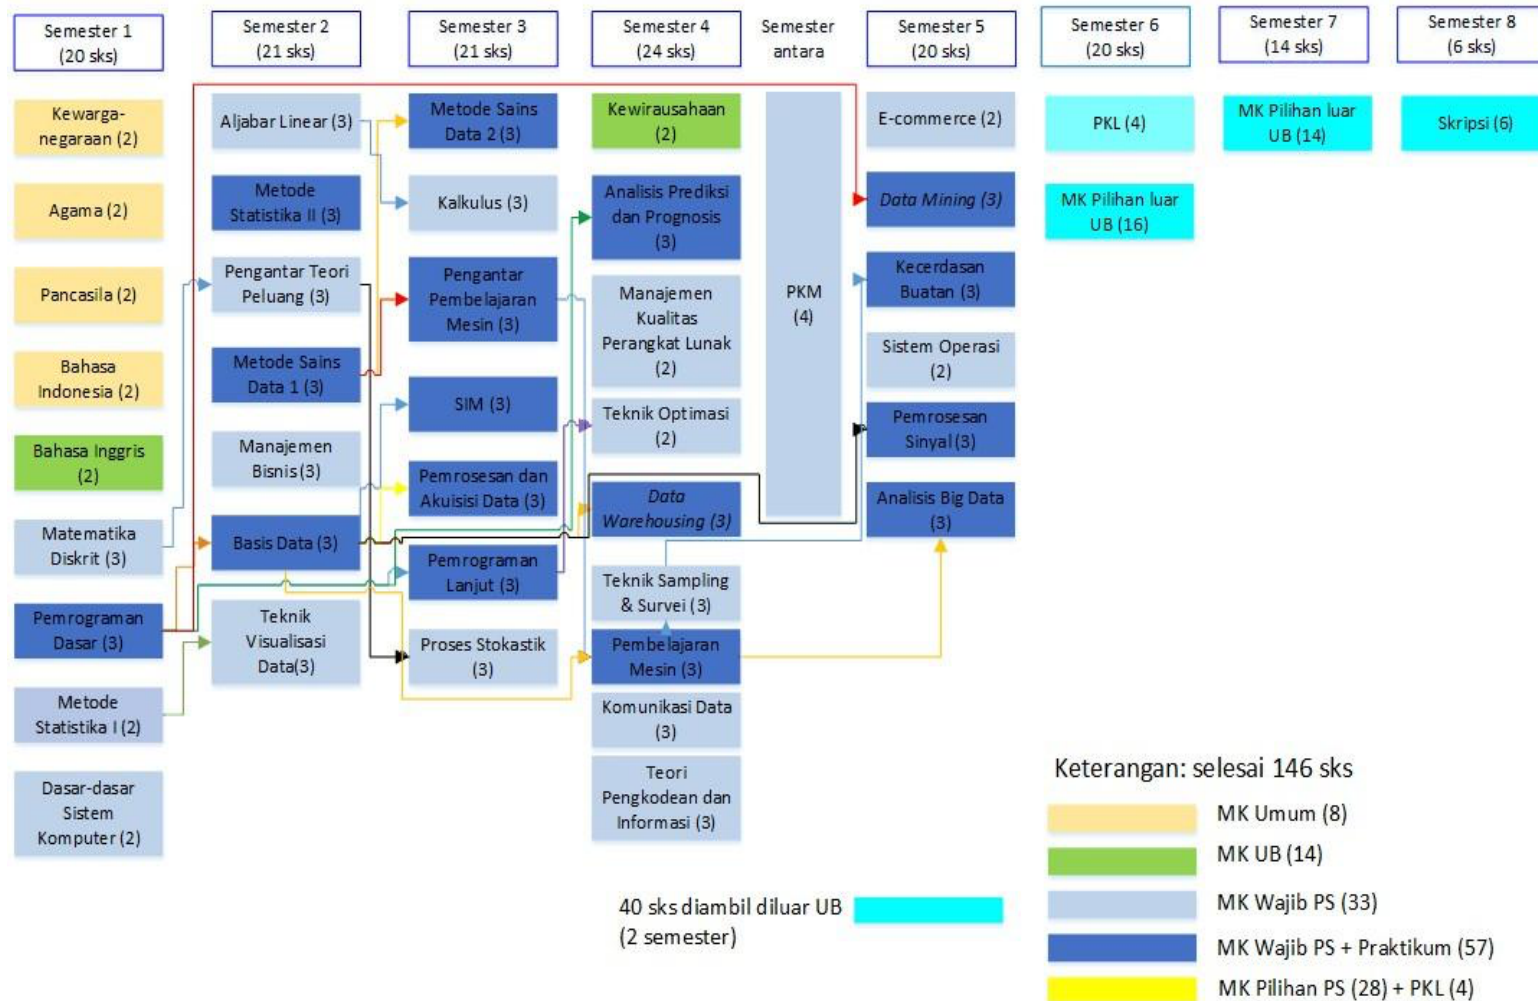 Semester 1
(20 sks)
Semester 2
(21 sks)
Semester 3
(21 sks)
Semester 4
(24 sks)
Semester
antara
Semester 5
(20 sks)
Semester 6
(20 sks)
Semester 7
(14 sks)
Semester 8
(6 sks)
Kewarga-
negaraan (2)
Agama (2)
Pancasila (2)
Bahasa
Indonesia (2)
Bahasa Inggris
(2)
Matematika
Diskrit (3)
Pemrograman
Dasar (3)
Metode
Statistika I (2)
Dasar-dasar
Sistem
Komputer (2)
Aljabar Linear (3)
Metode
Statistika II (3)
Pengantar Teori
Peluang (3)
Metode Sains
Data 1 (3)
Manajemen
Bisnis (3)
Basis Data (3)
Teknik
Visualisasi
Data(3)
Metode Sains
Data 2 (3)
Kalkulus (3)
Pengantar
Pembelajaran
Mesin (3)
SIM (3)
Pemrosesan dan
Akuisisi Data (3)
Pemrograman
Lanjut (3)
Proses Stokastik
(3)
Kewirausahaan
(2)
Analisis Prediksi
dan Prognosis
(3)
Manajemen
Kualitas
Perangkat Lunak
(2)
Teknik Optimasi
(2)
Data
Warehousing (3)
Teknik Sampling
& Survei (3)
Pembelajaran
Mesin (3)
Komunikasi Data
(3)
Teori
Pengkodean dan
Informasi (3)
PKM
(4)
E-commerce (2)
Data Mining (3)
Kecerdasan
Buatan (3)
Sistem Operasi
(2)
Pemrosesan
Sinyal (3)
Analisis Big Data
(3)
PKL (4)
MK Pilihan luar
UB (16)
MK Pilihan luar
UB (14)
Skripsi (6)
40 sks diambil diluar UB
(2 semester)
Keterangan: selesai 146 sks
MK Umum (8)
MK UB (14)
MK Wajib PS (33)
MK Wajib PS + Praktikum (57)
MK Pilihan PS (28) + PKL (4)